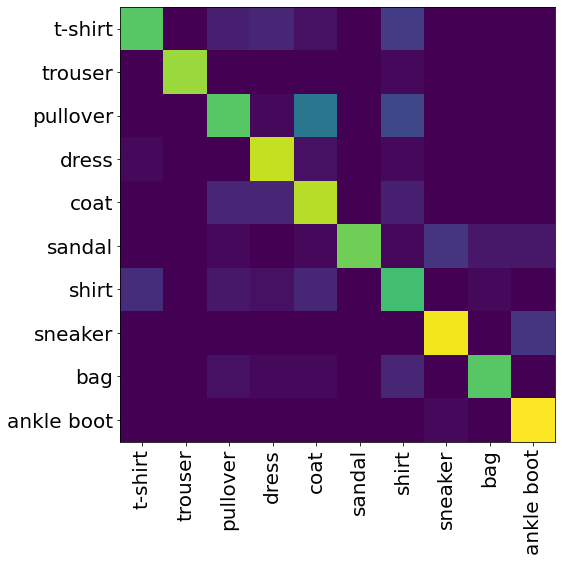 t-shirt
trouser
pullover
dress
coat
sandal
shirt
sneaker
bag
ankle boot
t-shirt
trouser
pullover
dress
coat
sandal
shirt
sneaker
bag
ankle boot